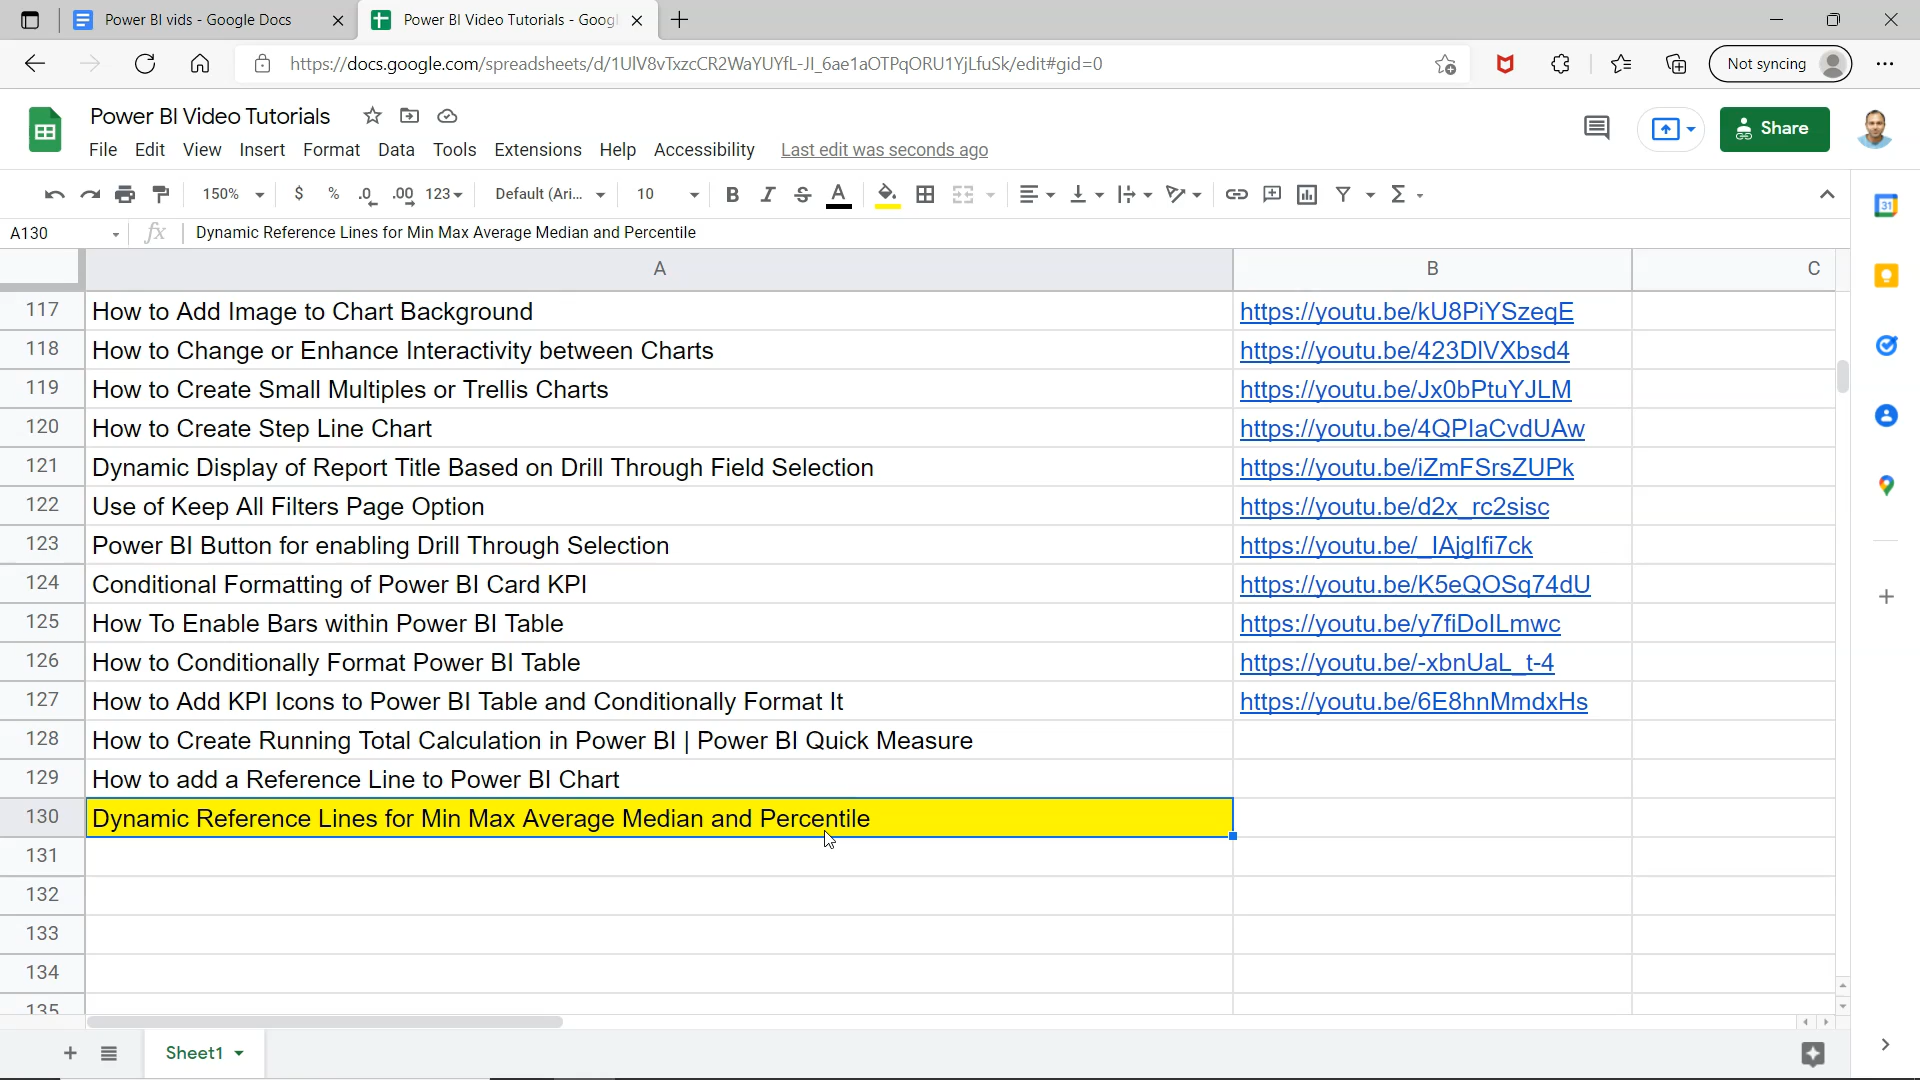 Power BI vids - Google Docs
Power BI Video Tutorials - Googl
https://docs.google.com/spreadsheets/d/1UlV8vTxzcCR2WaYUYfL-JI_6ae1aOTPqORU1YjLfuSk/edit#gid=0
Not syncing
Power BI Video Tutorials
File Edit View Insert Format Data Tools Extensions Help Accessibility Last edit was seconds ago
Share
150% $ % .0 .00 123 Default (Ari... 10 B I S A Σ
31
A130 fx Dynamic Reference Lines for Min Max Average Median and Percentile
A B C
117 How to Add Image to Chart Background https://youtu.be/kU8PiYSzeqE
118 How to Change or Enhance Interactivity between Charts https://youtu.be/423DIVXbsd4
119 How to Create Small Multiples or Trellis Charts https://youtu.be/Jx0bPtuYJLM
120 How to Create Step Line Chart https://youtu.be/4QPlaCvdUAw
121 Dynamic Display of Report Title Based on Drill Through Field Selection https://youtu.be/iZmFSrsZUPk
122 Use of Keep All Filters Page Option https://youtu.be/d2x_rc2sisc
123 Power BI Button for enabling Drill Through Selection https://youtu.be/_IAjglfi7ck
124 Conditional Formatting of Power BI Card KPI https://youtu.be/K5eQOSq74dU
125 How To Enable Bars within Power BI Table https://youtu.be/y7fiDolLmwc
126 How to Conditionally Format Power BI Table https://youtu.be/-xbnUaL_t-4
127 How to Add KPI Icons to Power BI Table and Conditionally Format It https://youtu.be/6E8hnMmdxHs
128 How to Create Running Total Calculation in Power BI | Power BI Quick Measure
129 How to add a Reference Line to Power BI Chart
130 Dynamic Reference Lines for Min Max Average Median and Percentile
131
132
133
134
135
Sheet1